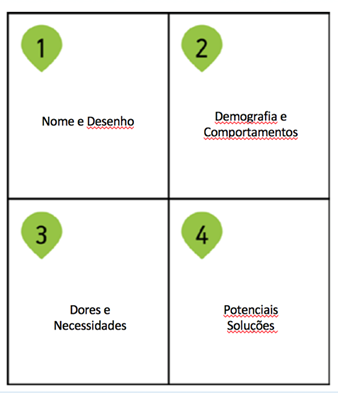 1
Nome e Desenho
2
Demografia e
Comportamentos
3
Dores e
Necessidades
4
Potenciais
Soluções